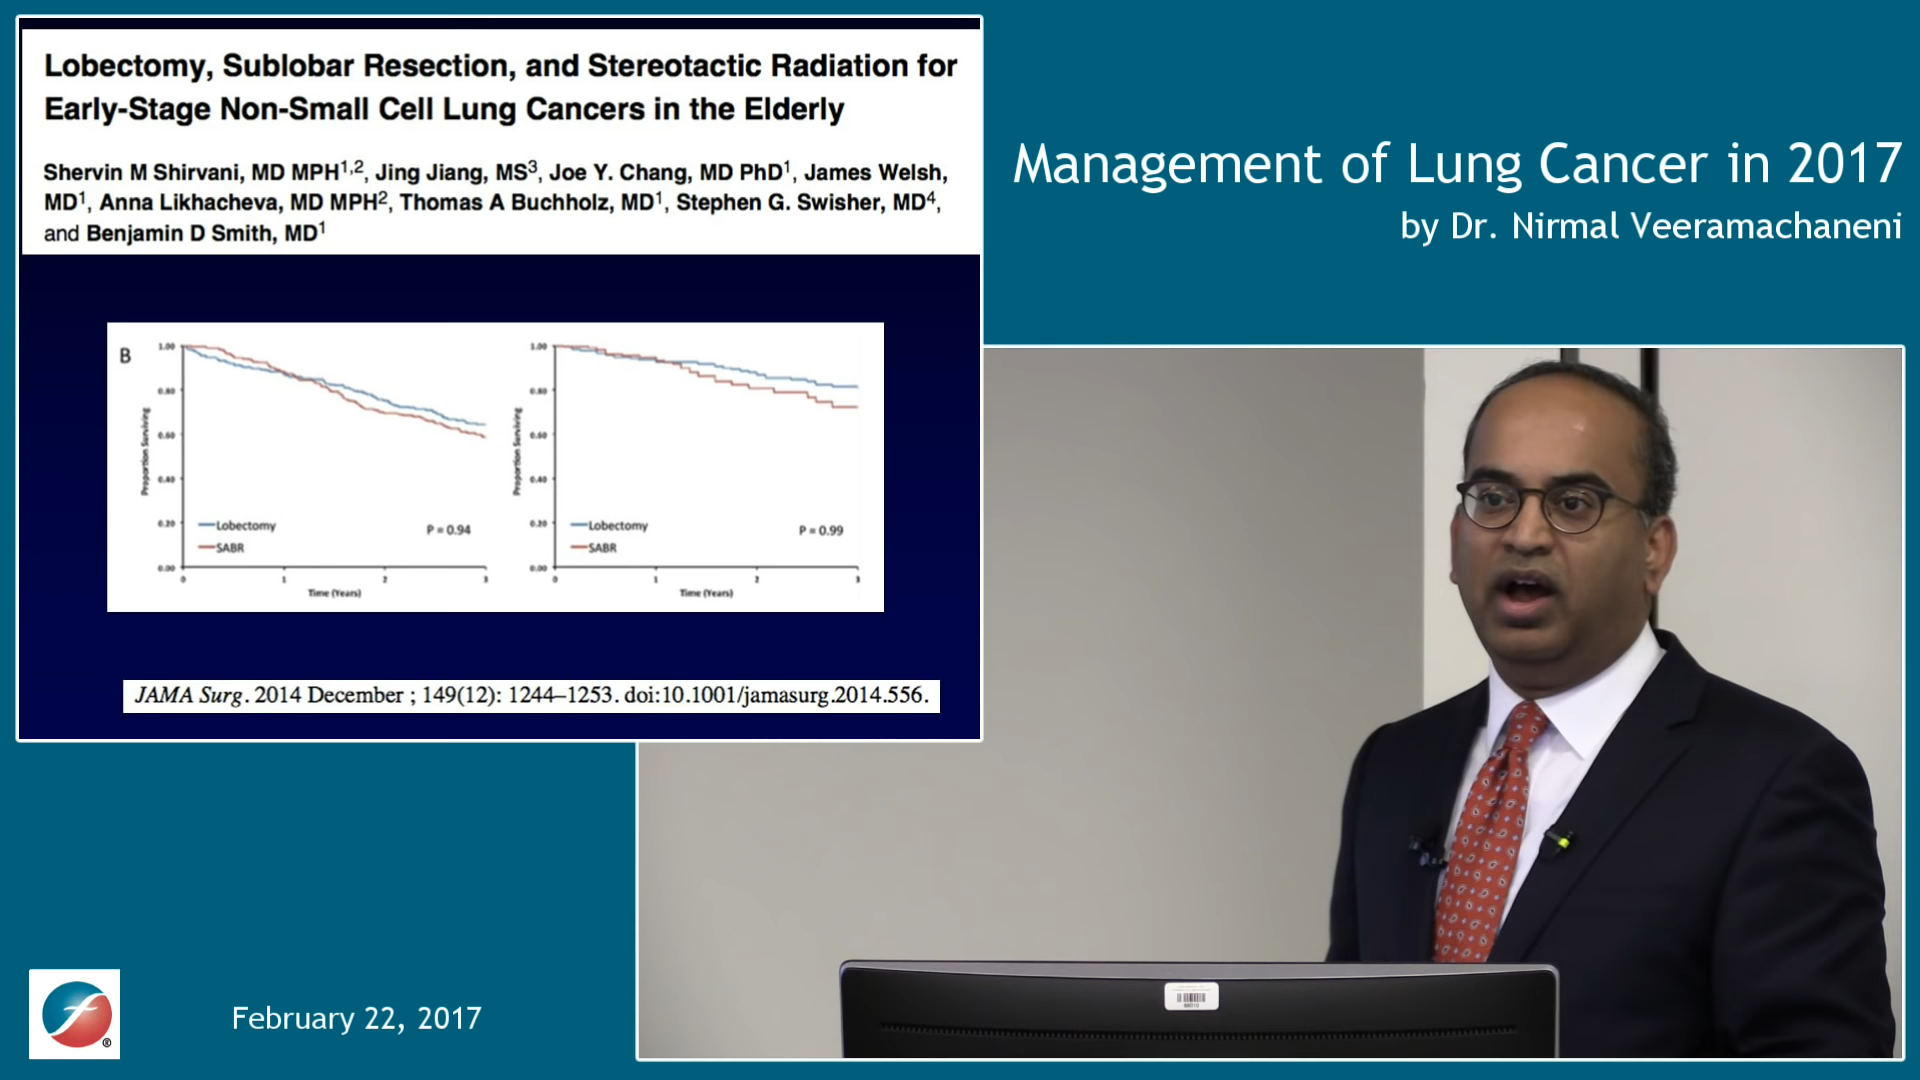 Lobectomy, Sublobar Resection, and Stereotactic Radiation for
Early-Stage Non-Small Cell Lung Cancers in the Elderly
Shervin M Shirvani, MD MPH1,2, Jing Jiang, MS3, Joe Y. Chang, MD PhD1, James Welsh,
MD1, Anna Likhacheva, MD MPH2, Thomas A Buchholz, MD1, Stephen G. Swisher, MD4,
and Benjamin D Smith, MD1
B
1.00
0.80
0.60
0.40
0.20
0.00
Proportion Surviving
Lobectomy
SABR
P = 0.94
0 1 2 3
Time (Years)
1.00
0.80
0.60
0.40
0.20
0.00
Proportion Surviving
Lobectomy
SABR
P = 0.99
0 1 2 3
Time (Years)
JAMA Surg. 2014 December ; 149(12): 1244–1253. doi:10.1001/jamasurg.2014.556.
Management of Lung Cancer in 2017
by Dr. Nirmal Veeramachaneni
f
®
February 22, 2017